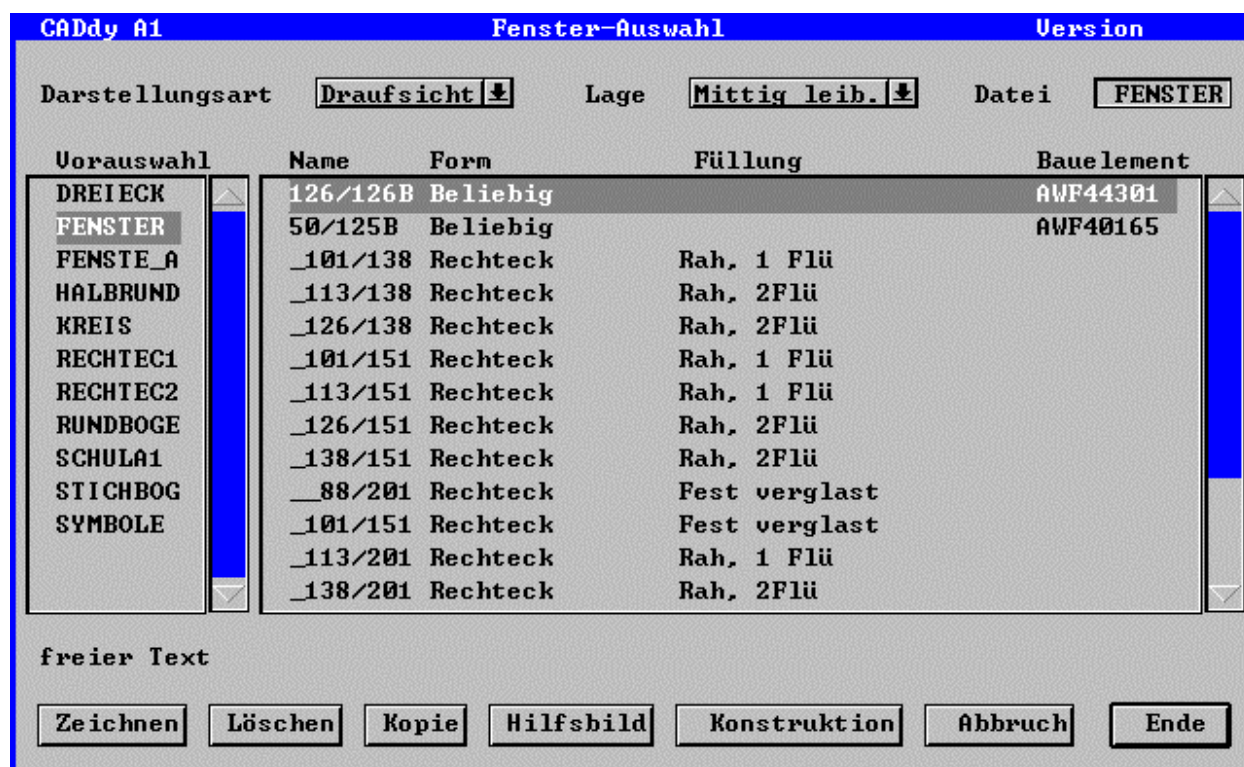 CADdy A1 Fenster-Auswahl Version
Darstellungsart Draufsicht Lage Mittig leib. Datei FENSTER
Vorauswahl Name Form Füllung Bauelement
DREIECK 126/126B Beliebig AWF44301
FENSTER 50/125B Beliebig AWF40165
FENSTE_A _101/138 Rechteck Rah, 1 Flü
HALBRUND _113/138 Rechteck Rah, 2Flü
KREIS _126/138 Rechteck Rah, 2Flü
RECHTEC1 _101/151 Rechteck Rah, 1 Flü
RECHTEC2 _113/151 Rechteck Rah, 1 Flü
RUNDBOGE _126/151 Rechteck Rah, 2Flü
SCHULA1 _138/151 Rechteck Rah, 2Flü
STICHBOG __88/201 Rechteck Fest verglast
SYMBOLE _101/151 Rechteck Fest verglast
_113/201 Rechteck Rah, 1 Flü
_138/201 Rechteck Rah, 2Flü
freier Text
Zeichnen Löschen Kopie Hilfsbild Konstruktion Abbruch Ende